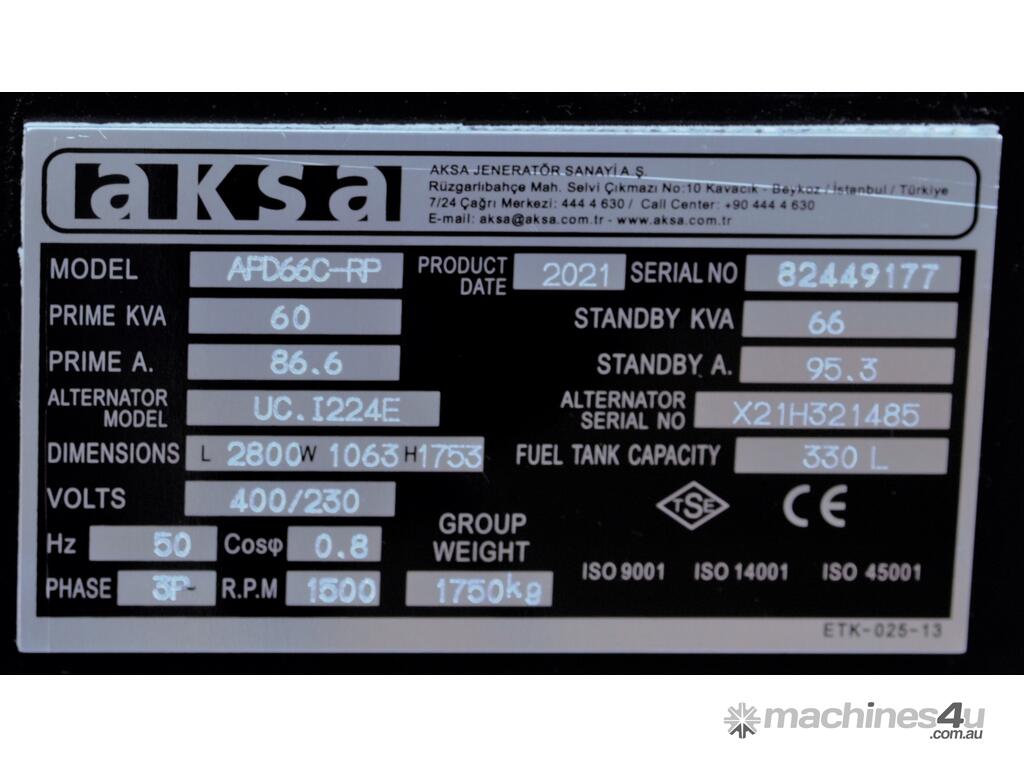 aksa
AKSA JENERATÖR SANAYİ A.Ş.
Rüzgarlıbahçe Mah. Selvi Çıkmazı No:10 Kavacık - Beykoz / İstanbul / Türkiye
7/24 Çağrı Merkezi: 444 4 630 / Call Center: +90 444 4 630
E-mail: aksa@aksa.com.tr - www.aksa.com.tr
MODEL APD66C-RP PRODUCT DATE 2021 SERIAL NO 82449177
PRIME KVA 60 STANDBY KVA 66
PRIME A. 86.6 STANDBY A. 95.3
ALTERNATOR MODEL UC.I224E ALTERNATOR SERIAL NO X21H321485
DIMENSIONS L 2800 W 1063 H 1753 FUEL TANK CAPACITY 330 L
VOLTS 400/230 TSE CE
Hz 50 Cosφ 0.8 GROUP WEIGHT
ISO 9001 ISO 14001 ISO 45001
PHASE 3P- R.P.M 1500 1750kg
ETK-025-13
machines4u
.com.au